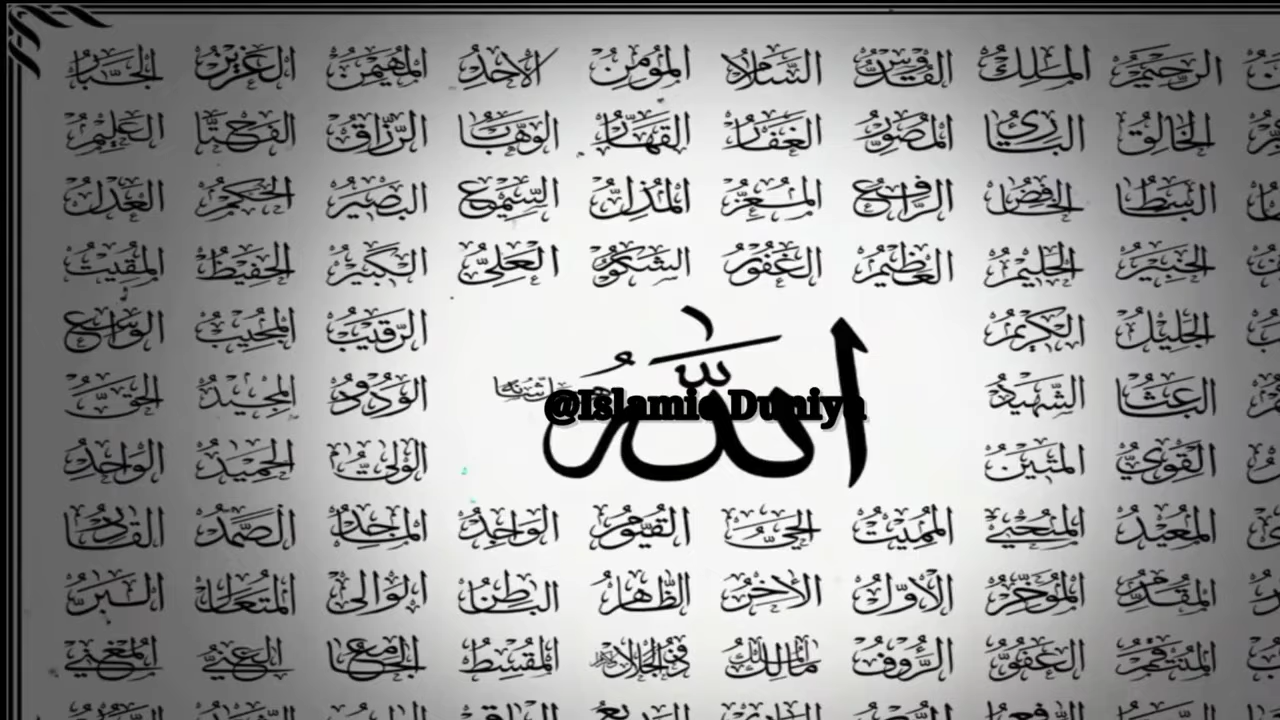 الرحيم الملك القدوس السلام المؤمن الأحد المهيمن العزيز الجبار
الخالق البارئ المصور الغفار القهار الوهاب الرزاق الفتاح العليم
الباسط الخافض الرافع المعز المذل السميع البصير الحكم العدل
الخبير الحليم العظيم الغفور الشكور العلي الكبير الحفيظ المقيت
الجليل الكريم الرقيب المجيب الواسع
الباعث الشهيد الودود المجيد الحق
الله
@Islamic Duniya
القوي المتين الولي الحميد الواحد
المعيد المحيي المميت الحي القيوم الواجد الماجد الصمد القادر
المقدم المؤخر الأول الآخر الظاهر الباطن الوالي المتعال البر
المنتقم العفو الرؤوف مالك الملك ذو الجلال المقسط الجامع الغني المغني